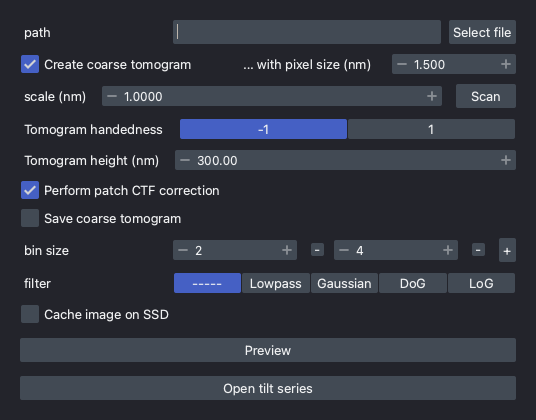 path Select file
Create coarse tomogram ... with pixel size (nm) − 1.500 +
scale (nm) − 1.0000 + Scan
Tomogram handedness -1 1
Tomogram height (nm) − 300.00 +
Perform patch CTF correction
Save coarse tomogram
bin size − 2 + - − 4 + - +
filter ----- Lowpass Gaussian DoG LoG
Cache image on SSD
Preview
Open tilt series